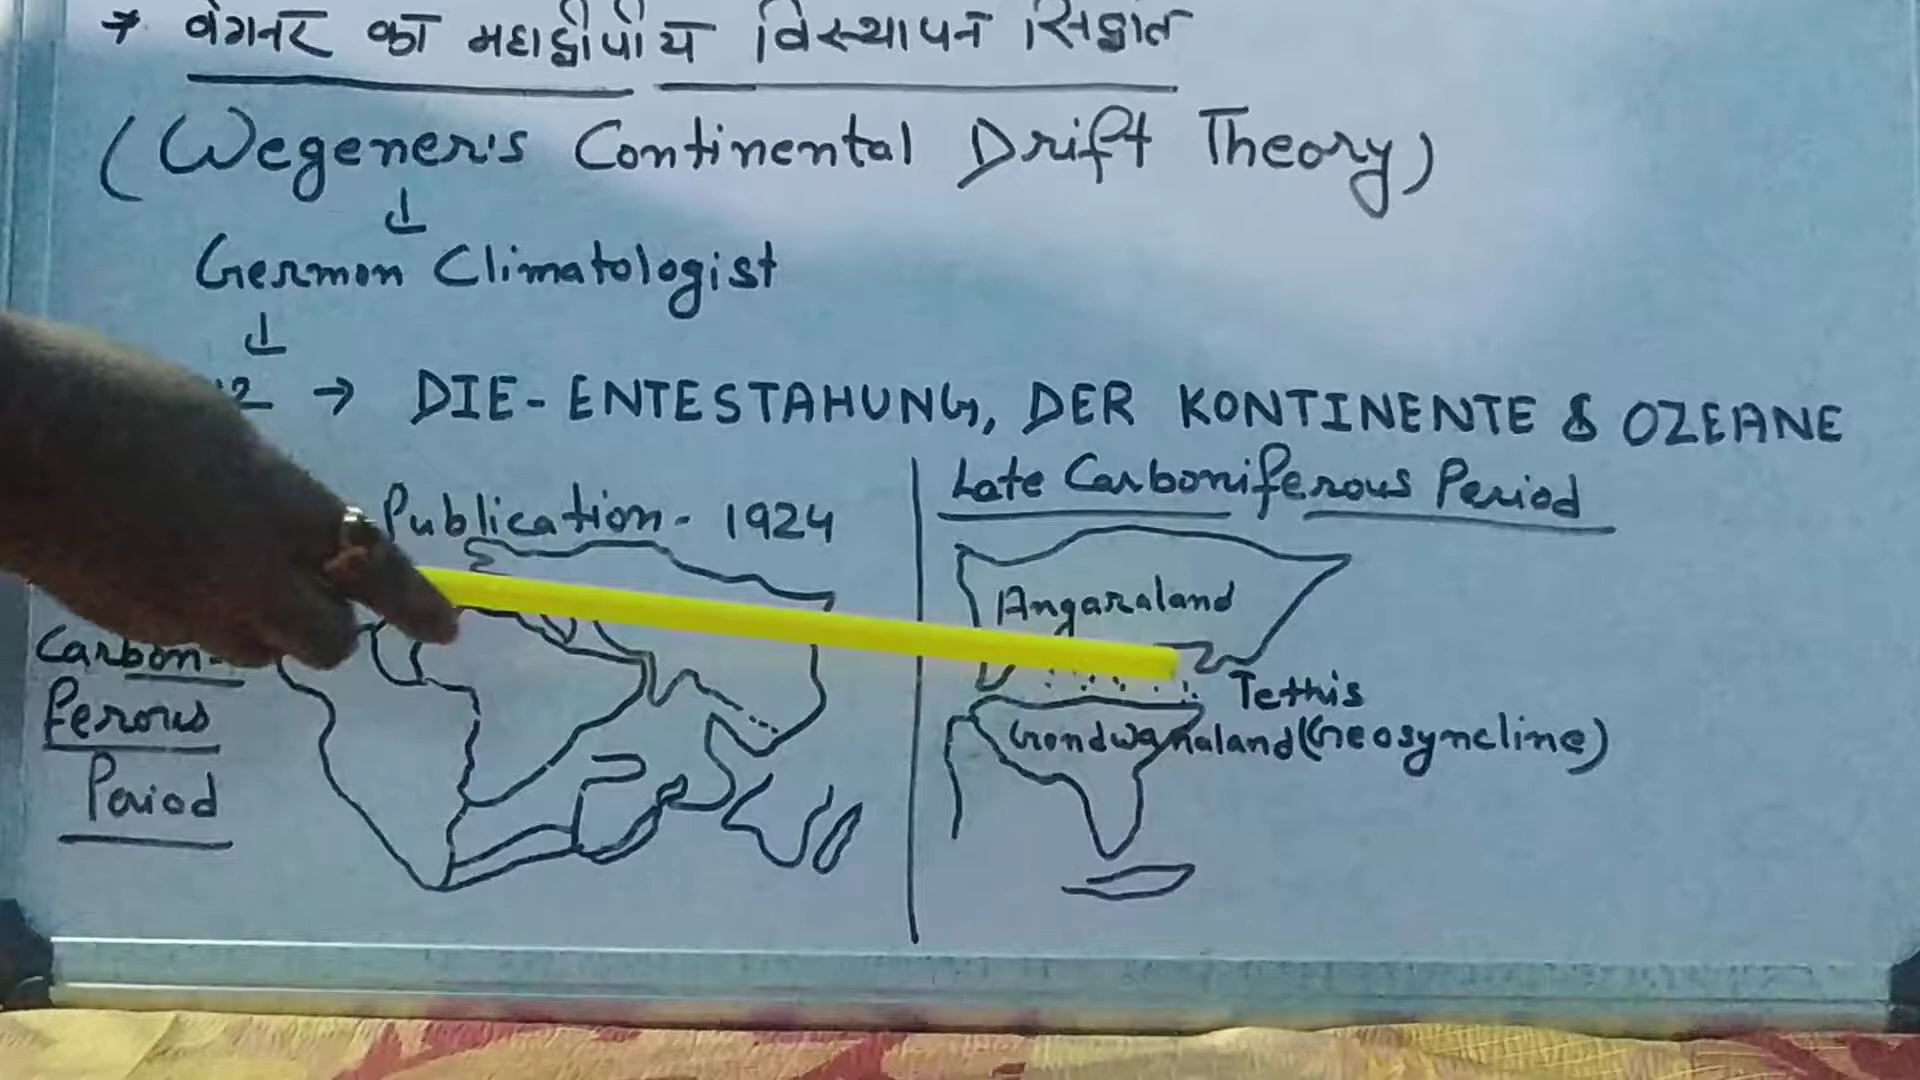 → वेगनर का महाद्वीपीय विस्थापन सिद्धांत
(Wegener's Continental Drift Theory)
↓
German Climatologist
↓
→ DIE-ENTESTAHUNG, DER KONTINENTE & OZEANE
Publication - 1924
Carbon-
ferous
Period
Late Carboniferous Period
Angaraland
Tethis
Gondwanaland (Geosyncline)